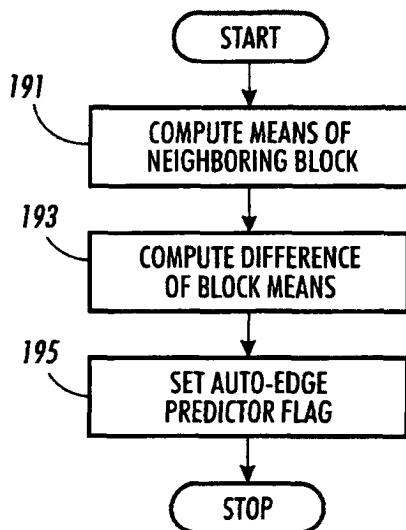 START
191
COMPUTE MEANS OF
NEIGHBORING BLOCK
193
COMPUTE DIFFERENCE
OF BLOCK MEANS
195
SET AUTO-EDGE
PREDICTOR FLAG
STOP